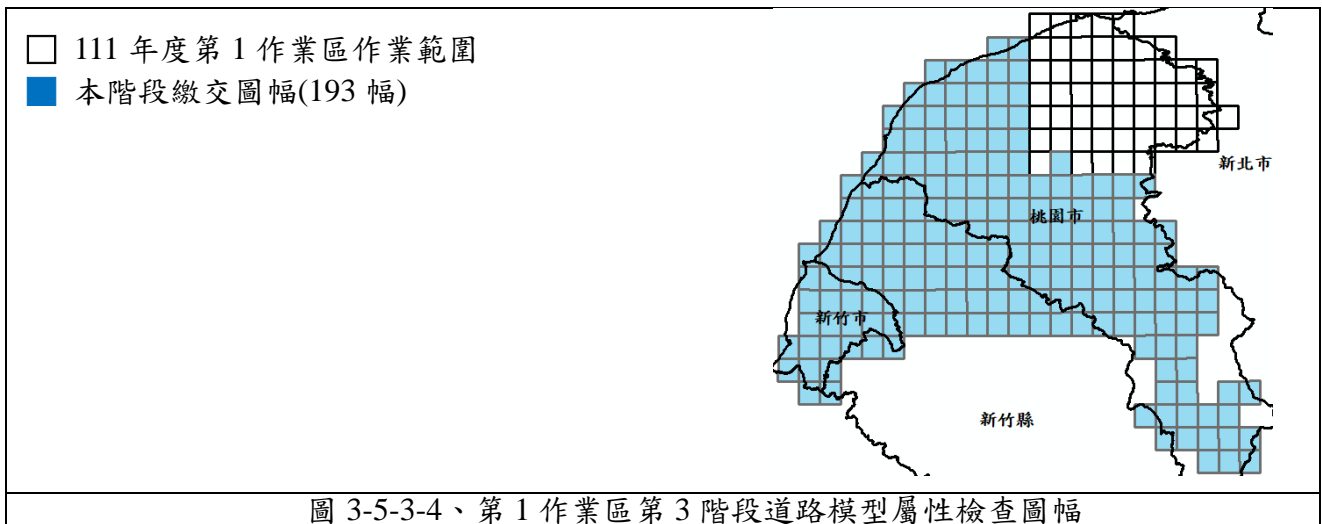 111 年度第 1 作業區作業範圍
本階段繳交圖幅(193 幅)
新北市
桃園市
新竹市
新竹縣
圖 3-5-3-4、第 1 作業區第 3 階段道路模型屬性檢查圖幅